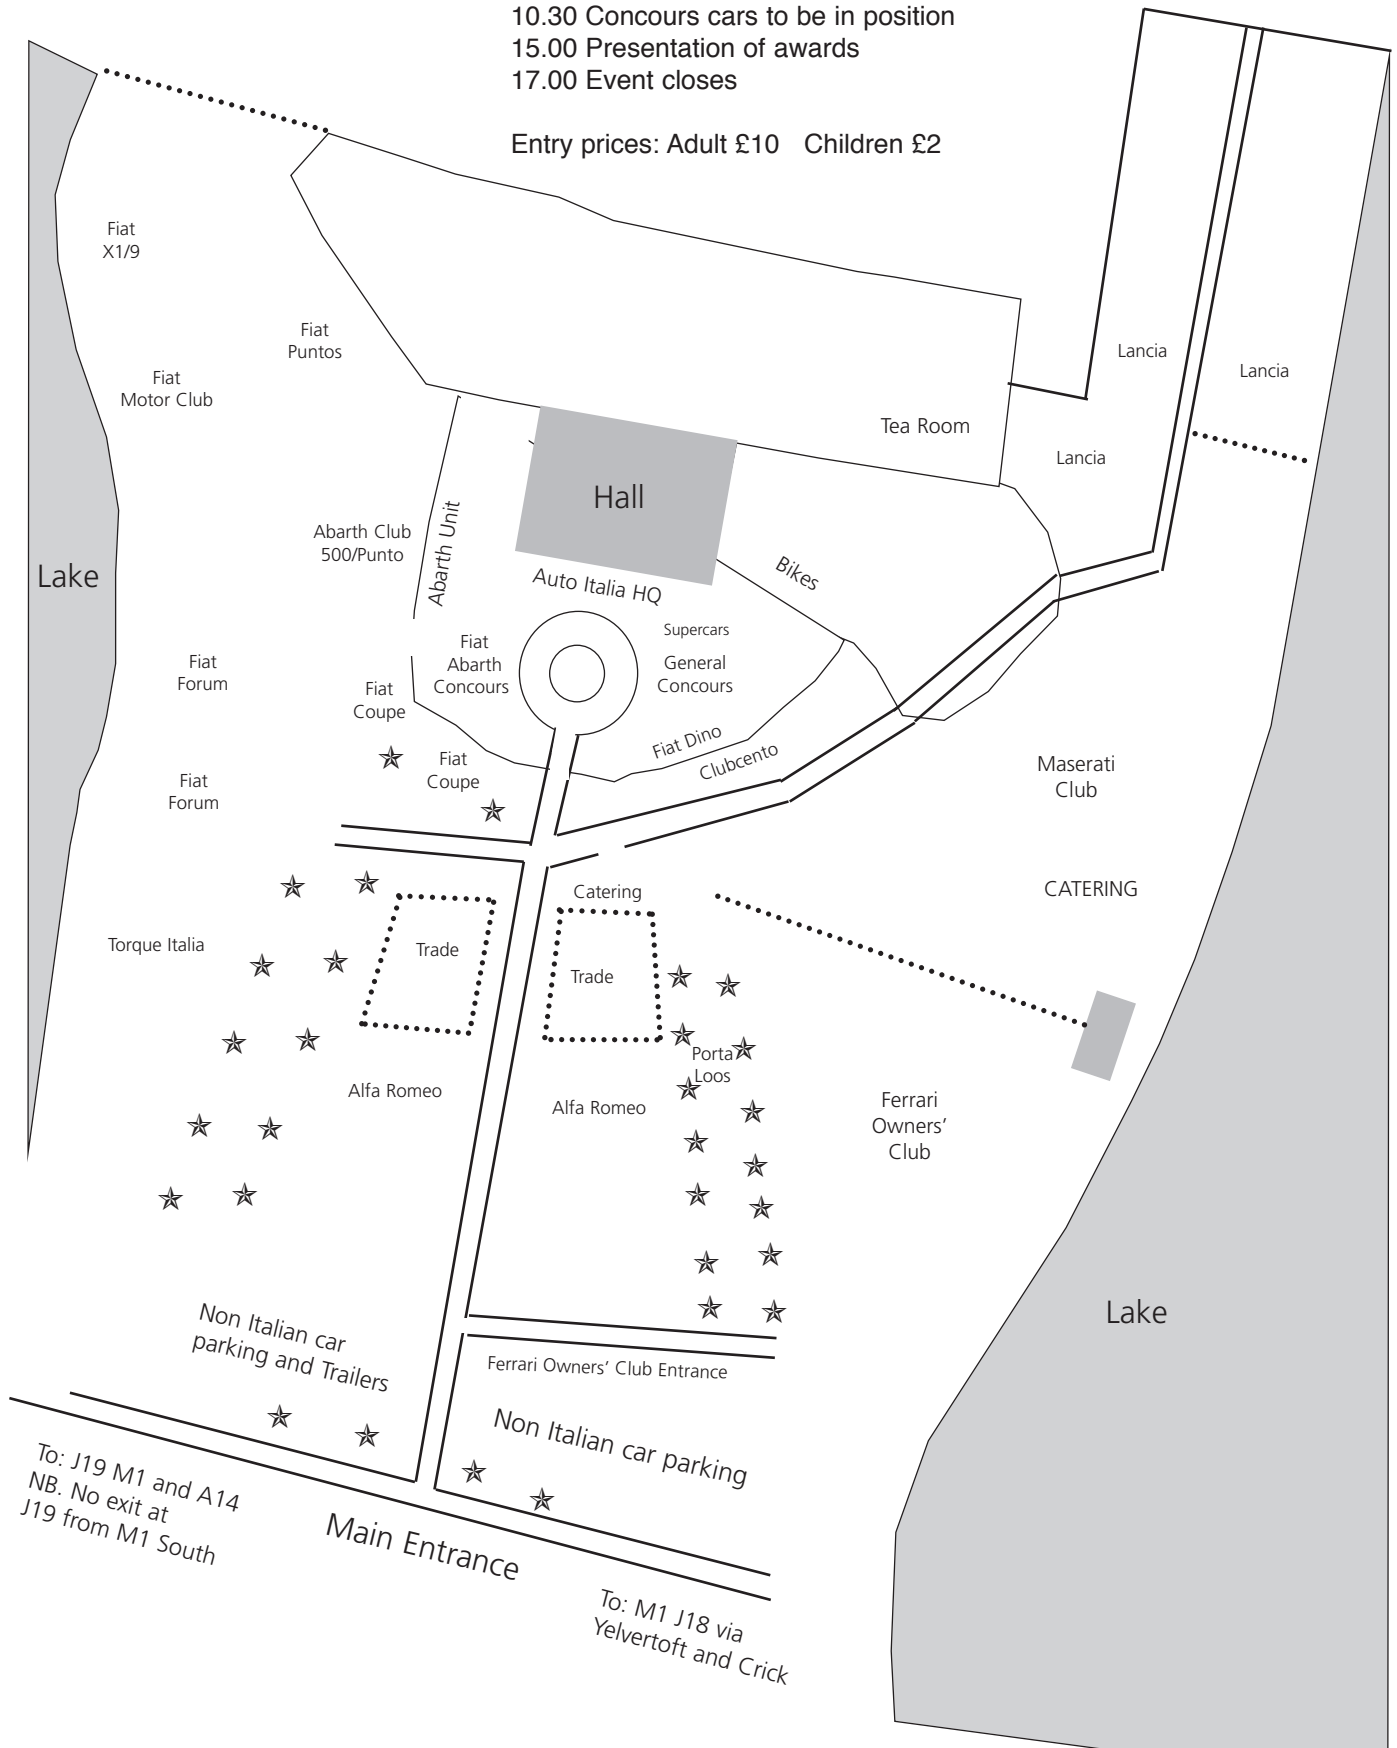 10.30 Concours cars to be in position
15.00 Presentation of awards
17.00 Event closes
Entry prices: Adult £10 Children £2
Fiat
X1/9
Fiat
Puntos
Fiat
Motor Club
Lancia
Lancia
Tea Room
Lancia
Hall
Abarth Club
500/Punto
Abarth Unit
Lake
Auto Italia HQ
Bikes
Supercars
General
Concours
Fiat
Abarth
Concours
Fiat
Forum
Fiat
Coupe
Fiat Dino
Clubcento
Fiat
Coupe
Fiat
Forum
Maserati
Club
CATERING
Catering
Torque Italia
Trade
Trade
Porta
Loos
Alfa Romeo
Alfa Romeo
Ferrari
Owners’
Club
Lake
Non Italian car
parking and Trailers
Ferrari Owners’ Club Entrance
Non Italian car parking
To: J19 M1 and A14
NB. No exit at
J19 from M1 South
Main Entrance
To: M1 J18 via
Yelvertoft and Crick